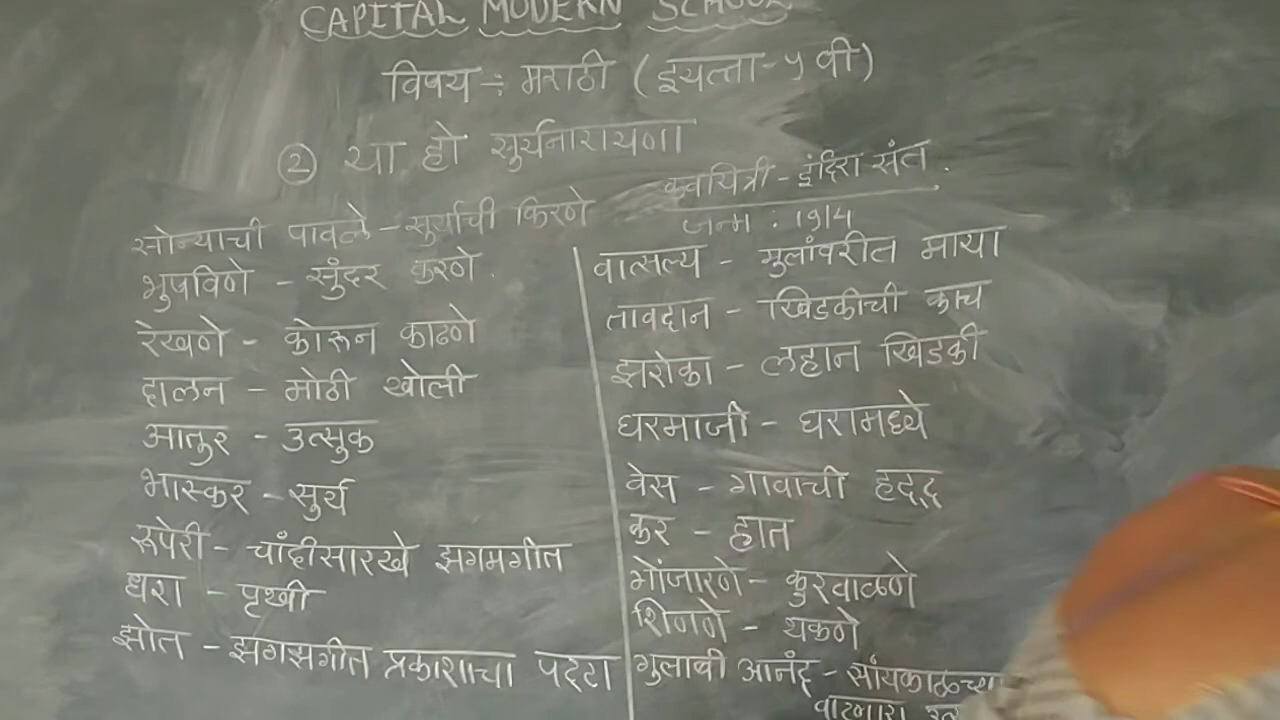 CAPITAL MODERN SCHOOL
विषय :- मराठी (इयत्ता - ५ वी)
② या हो सुर्यनारायणा
कवयित्री - इंदिरा संत.
जन्म : 1914
सोन्याची पावले - सुर्याची किरणे
भुषविणे - सुंदर करणे.
रेखणे - कोरून काढणे
दालन - मोठी खोली
आतुर - उत्सुक
भास्कर - सुर्य
रूपेरी - चांदीसारखे झगमगीत
धरा - पृथ्वी
झोत - झगझगीत प्रकाशाचा पट्टा
वात्सल्य - मुलांवरील माया
तावदान - खिडकीची काच
झरोका - लहान खिडकी
घरमाजी - घरामध्ये
वेस - गावाची हद्द
कर - हात
गोंजारणे - कुरवाळणे
शिणणे - थकणे
गुलाबी आनंद - सांयकाळच्या
वाटणारा